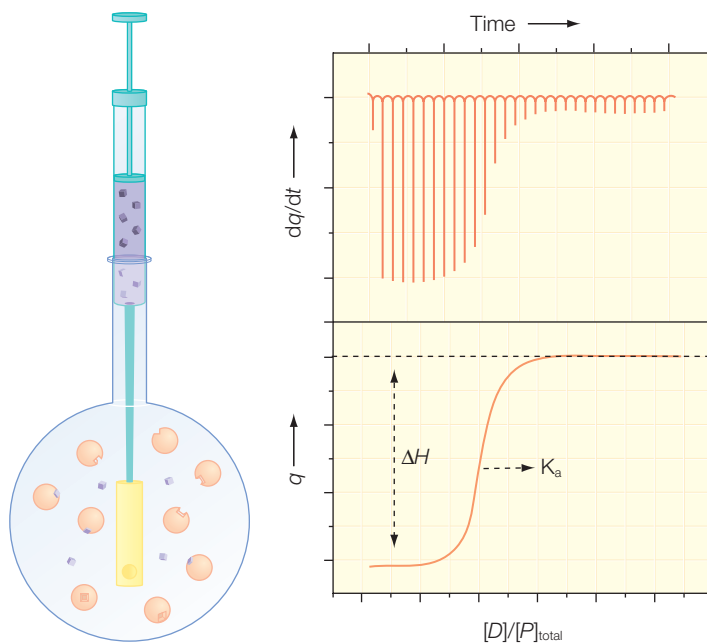 Time
dq/dt
q
ΔH
Kₐ
[D]/[P]total